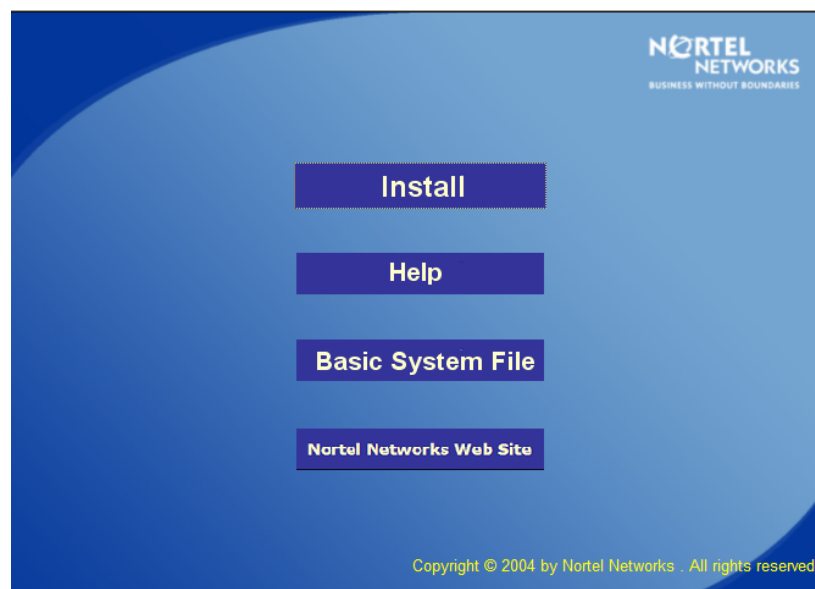 NORTEL
NETWORKS
BUSINESS WITHOUT BOUNDARIES
Install
Help
Basic System File
Nortel Networks Web Site
Copyright © 2004 by Nortel Networks . All rights reserved